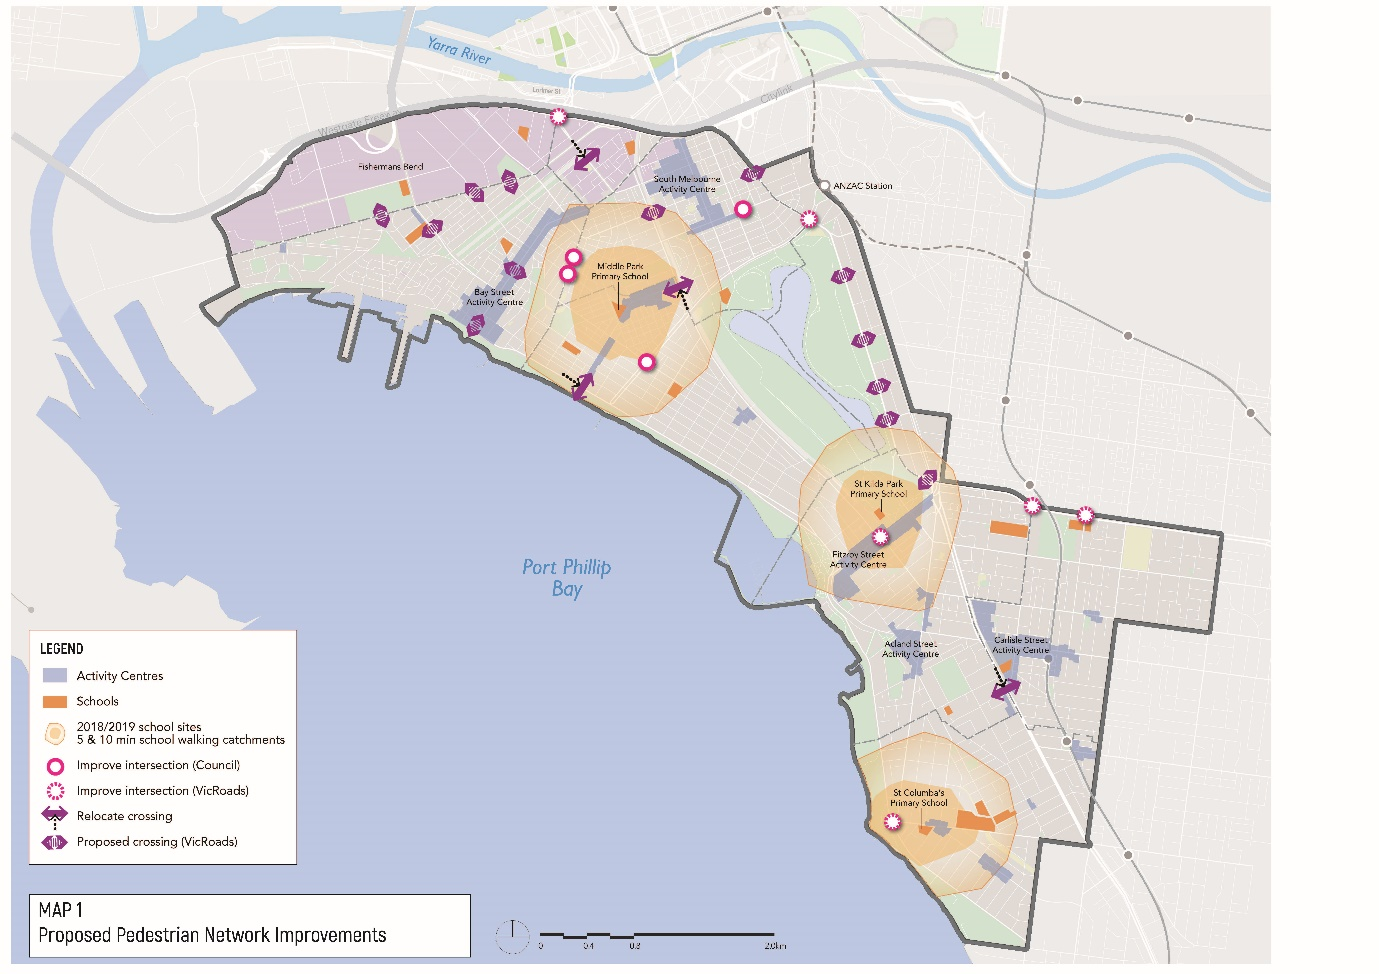 Yarra River
Lorimer St
Citylink
Westgate Freeway
Fishermans Bend
South Melbourne
Activity Centre
ANZAC Station
Middle Park
Primary School
Bay Street
Activity Centre
St Kilda Park
Primary School
Fitzroy Street
Activity Centre
Port Phillip
Bay
Acland Street
Activity Centre
Carlisle Street
Activity Centre
St Columba's
Primary School
LEGEND
Activity Centres
Schools
2018/2019 school sites
5 & 10 min school walking catchments
Improve intersection (Council)
Improve intersection (VicRoads)
Relocate crossing
Proposed crossing (VicRoads)
MAP 1
Proposed Pedestrian Network Improvements
0 0.4 0.8 2.0km